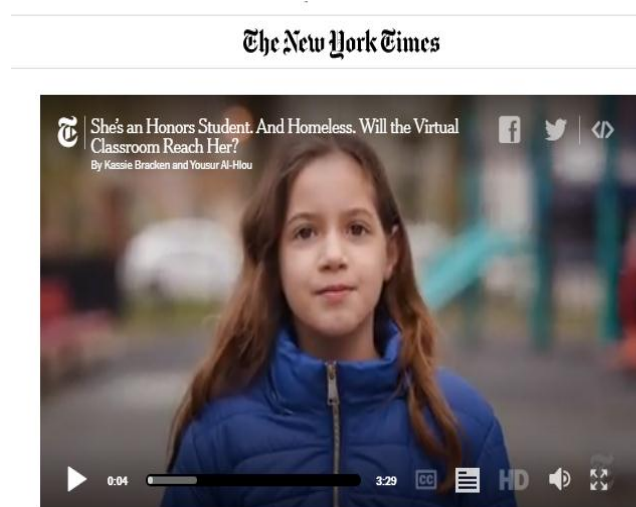 The New York Times
She's an Honors Student. And Homeless. Will the Virtual
Classroom Reach Her?
By Kassie Bracken and Yousur Al-Hlou
0:04
3:29
CC
HD